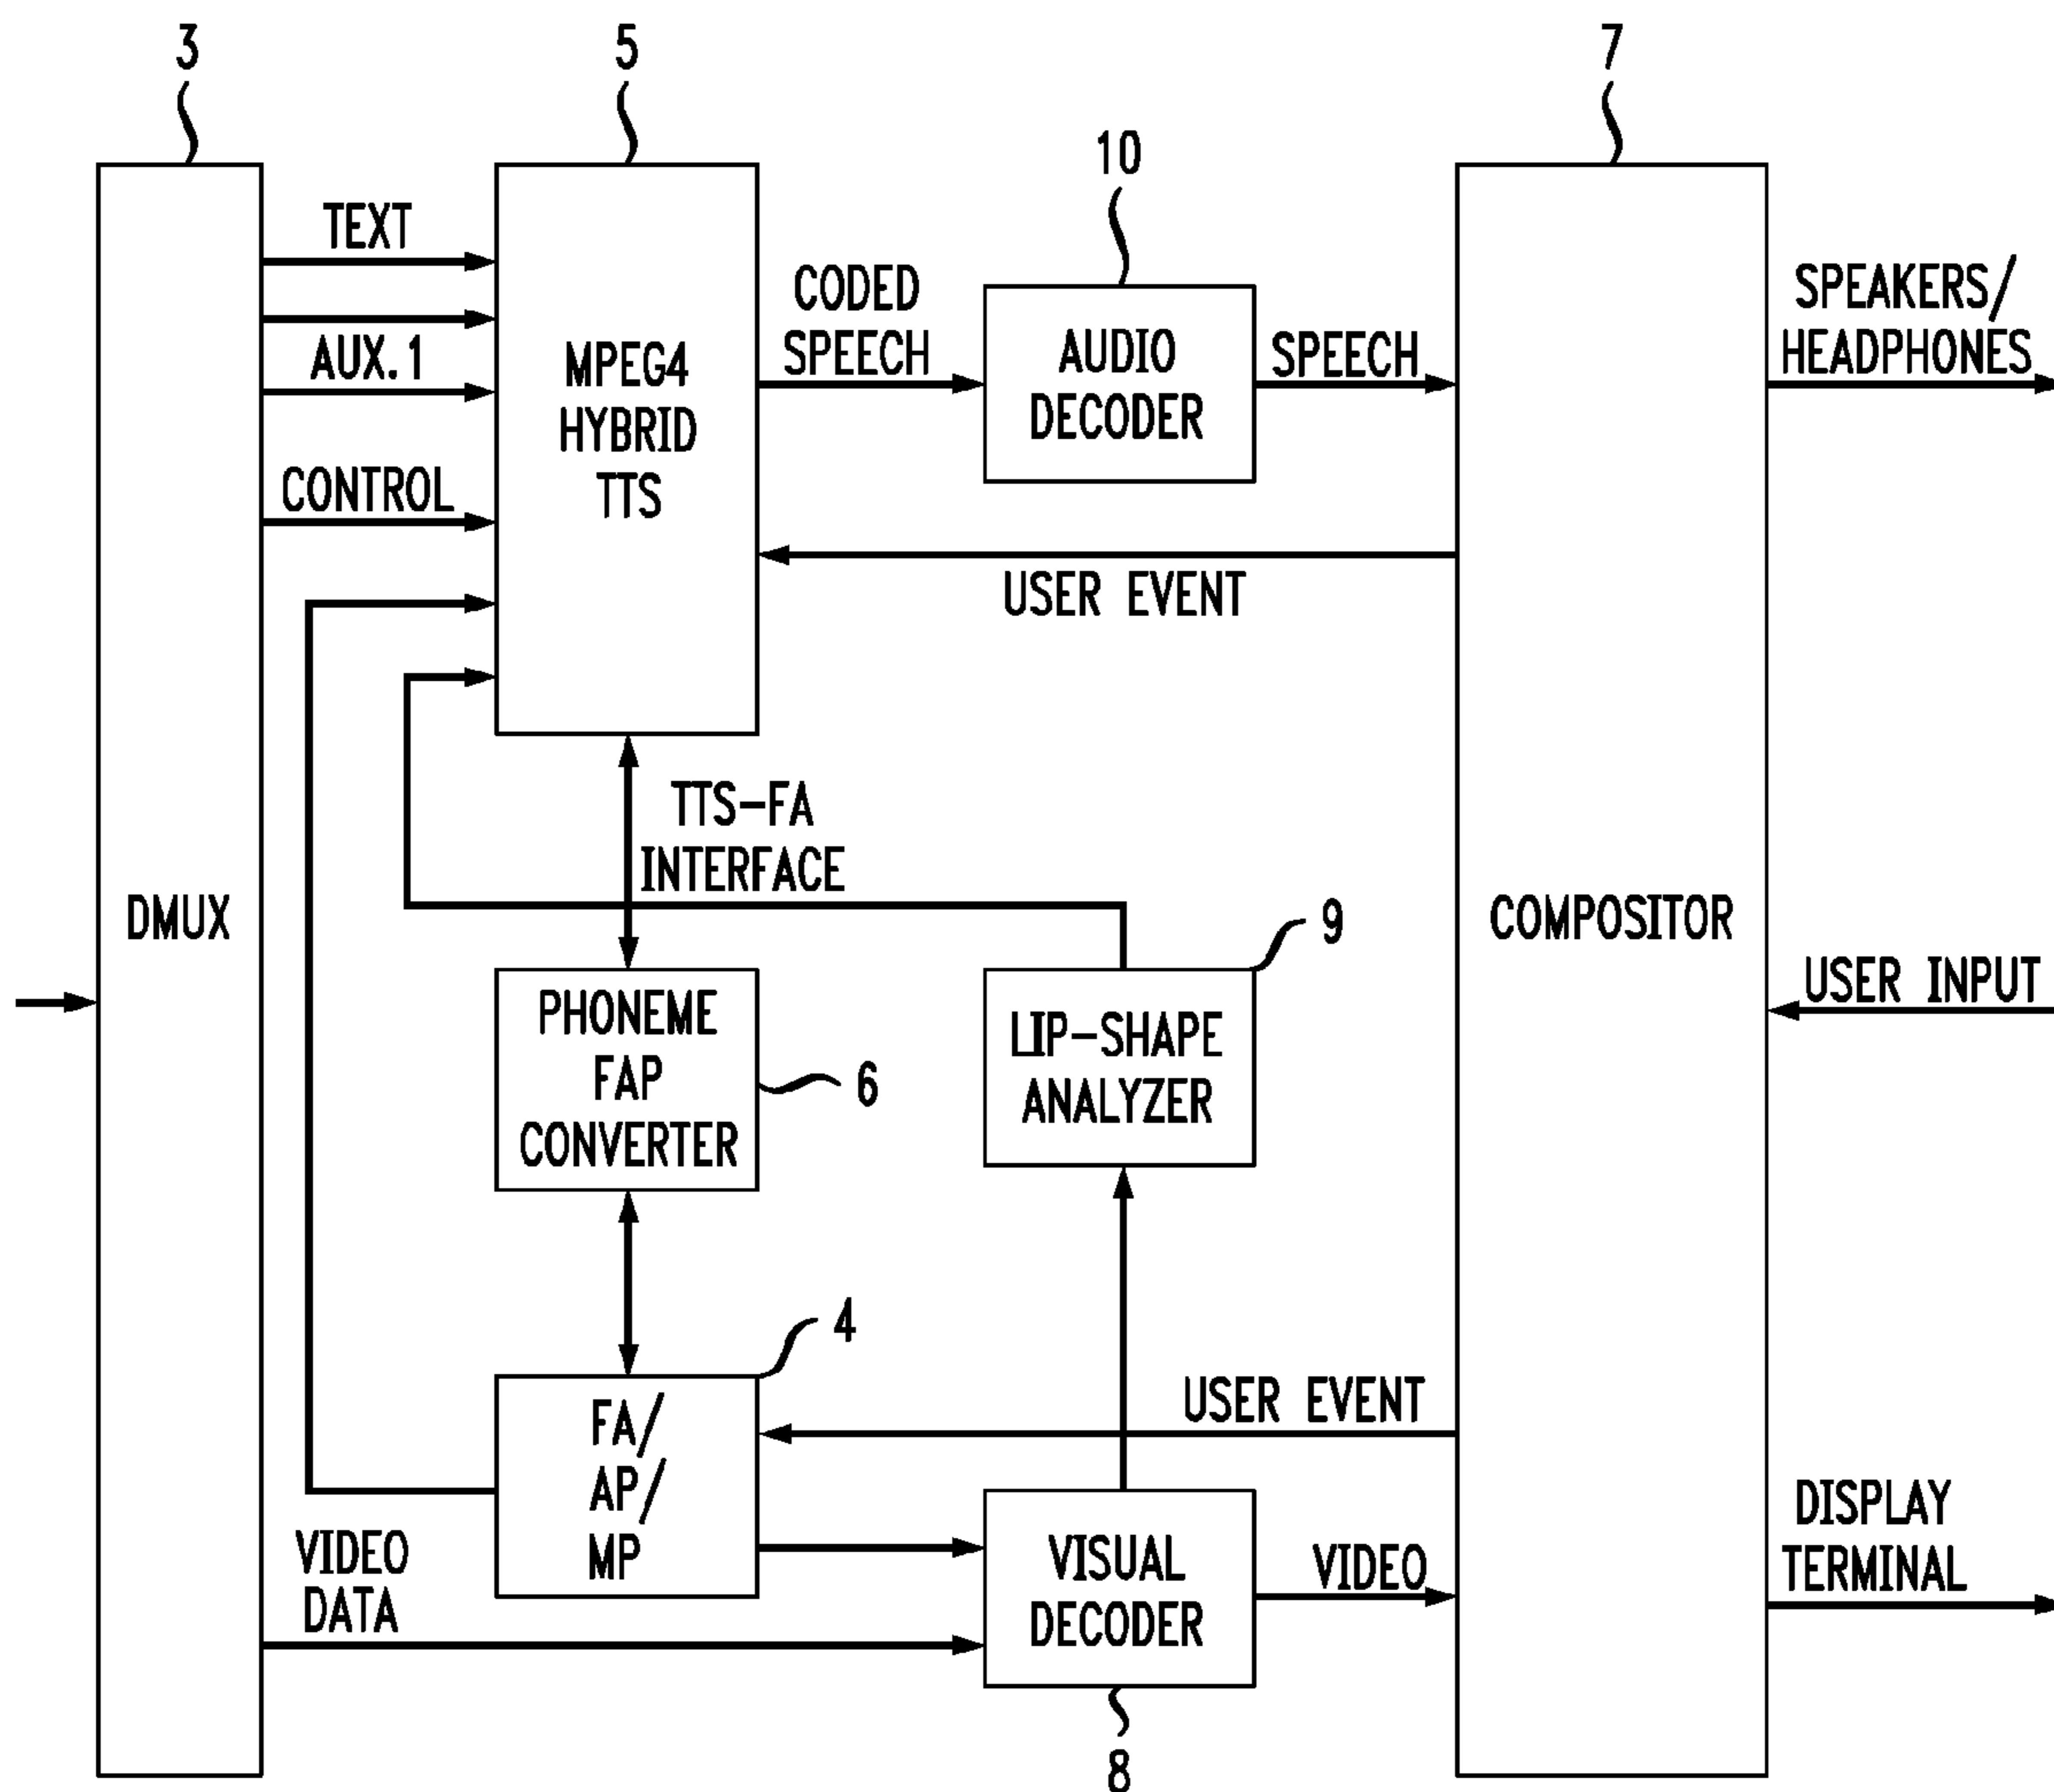 3
5
7
10
TEXT
AUX.1
CONTROL
MPEG4
HYBRID
TTS
CODED
SPEECH
AUDIO
DECODER
SPEECH
SPEAKERS/
HEADPHONES
USER EVENT
TTS-FA
INTERFACE
DMUX
COMPOSITOR
9
USER INPUT
PHONEME
FAP
CONVERTER
6
LIP-SHAPE
ANALYZER
4
FA/
AP/
MP
USER EVENT
VIDEO
DATA
VISUAL
DECODER
VIDEO
DISPLAY
TERMINAL
8